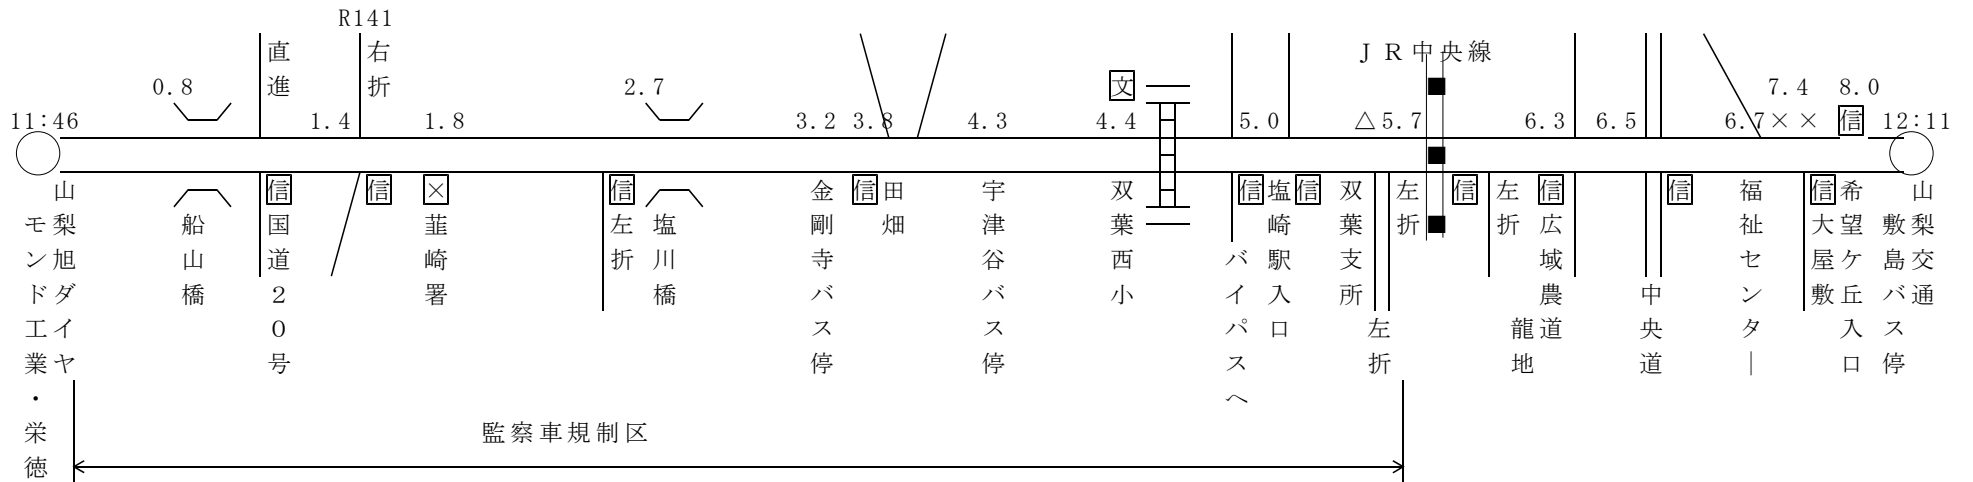 R141
直進
右折
ＪＲ中央線
0.8
2.7
文
7.4
8.0
11:46
1.4
1.8
3.2
3.8
4.3
4.4
5.0
△5.7
6.3
6.5
6.7××
信
12:11
山梨旭ダイヤ
モンド工業・栄徳
船山橋
信
国道２０号
信
×
韮崎署
信
左折
塩川橋
金剛寺バス停
信
田畑
宇津谷バス停
双葉西小
信
バイパスへ
塩崎駅入口
信
双葉支所
左折
左折
信
左折
信
広域農道
龍地
信
中央道
福祉センター
信
大屋敷
希望ケ丘入口
山梨交通
敷島バス停
監察車規制区